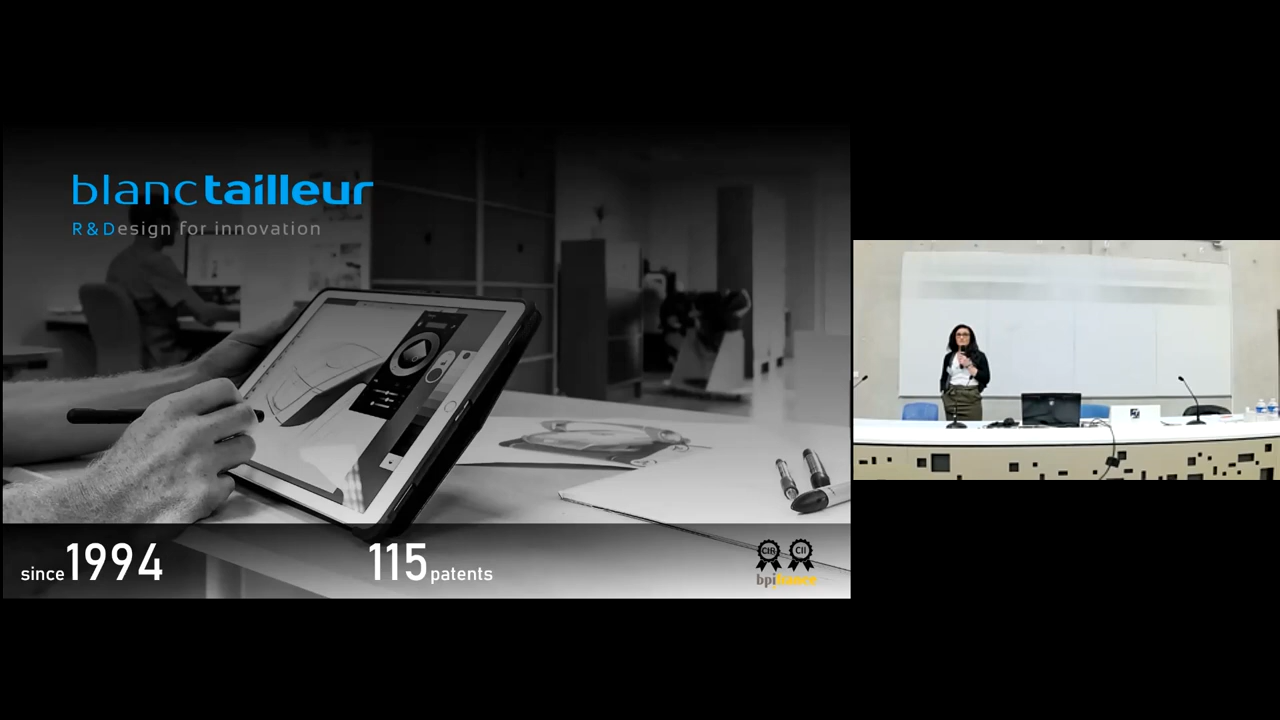 blanctailleur
R&Design for innovation
since 1994
115 patents
CIR
CII
bpifrance